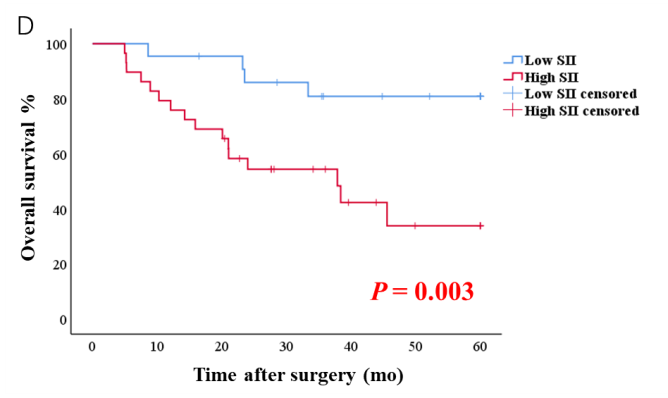 D
100
80
60
40
20
0
Overall survival %
0 10 20 30 40 50 60
Time after surgery (mo)
Low SII
High SII
Low SII censored
High SII censored
P = 0.003